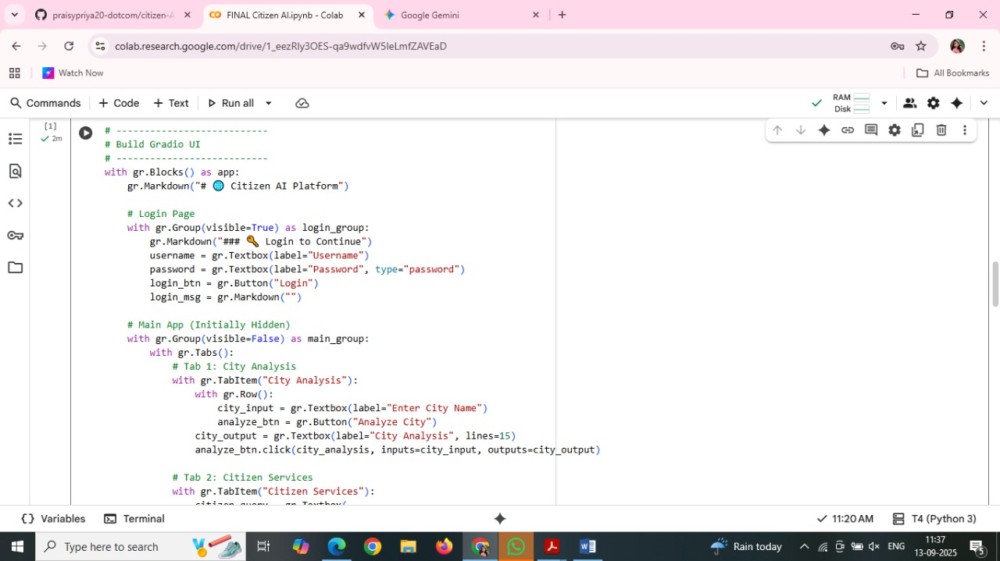 praisypriya20-dotcom/citizen-A
FINAL Citizen AI.ipynb - Colab
Google Gemini
colab.research.google.com/drive/1_eezRIy3OES-qa9wdfvW5IeLmfZAVEaD
Watch Now
All Bookmarks
Commands
+ Code
+ Text
Run all
RAM
Disk
[1]
2m
# ---------------------------
# Build Gradio UI
# ---------------------------
with gr.Blocks() as app:
gr.Markdown("# 🌐 Citizen AI Platform")
# Login Page
with gr.Group(visible=True) as login_group:
gr.Markdown("### 🔑 Login to Continue")
username = gr.Textbox(label="Username")
password = gr.Textbox(label="Password", type="password")
login_btn = gr.Button("Login")
login_msg = gr.Markdown("")
# Main App (Initially Hidden)
with gr.Group(visible=False) as main_group:
with gr.Tabs():
# Tab 1: City Analysis
with gr.TabItem("City Analysis"):
with gr.Row():
city_input = gr.Textbox(label="Enter City Name")
analyze_btn = gr.Button("Analyze City")
city_output = gr.Textbox(label="City Analysis", lines=15)
analyze_btn.click(city_analysis, inputs=city_input, outputs=city_output)
# Tab 2: Citizen Services
with gr.TabItem("Citizen Services"):
citizen_query = gr.Textbox(
Variables
Terminal
11:20 AM
T4 (Python 3)
Type here to search
Rain today
ENG
11:37
13-09-2025
5